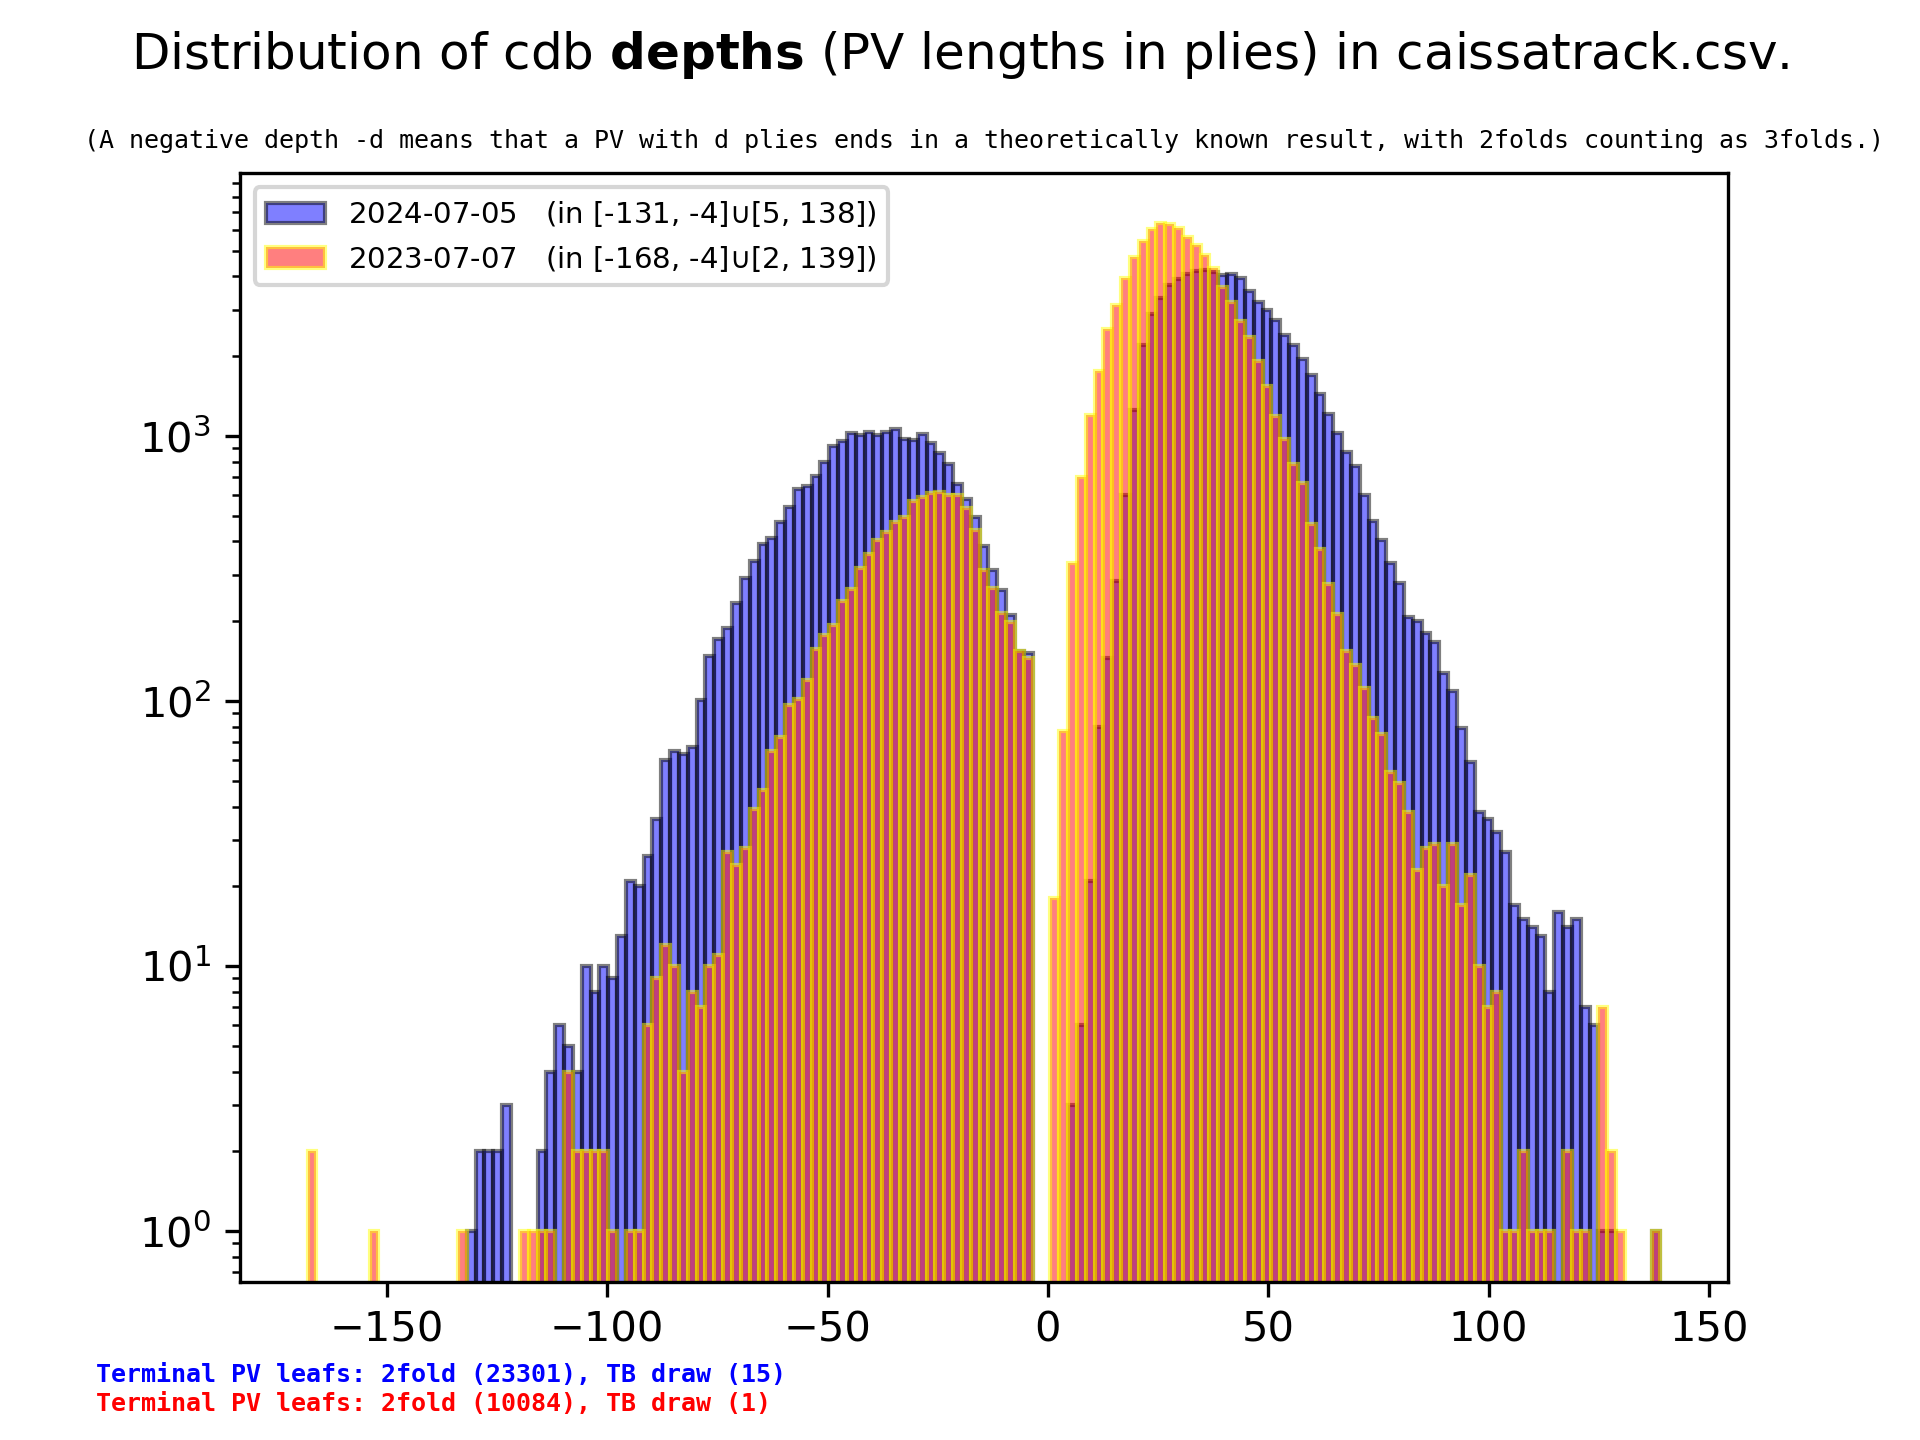 Distribution of cdb depths (PV lengths in plies) in caissatrack.csv.
(A negative depth -d means that a PV with d plies ends in a theoretically known result, with 2folds counting as 3folds.)
2024-07-05 (in [-131, -4]∪[5, 138])
2023-07-07 (in [-168, -4]∪[2, 139])
10³
10²
10¹
10⁰
−150 −100 −50 0 50 100 150
Terminal PV leafs: 2fold (23301), TB draw (15)
Terminal PV leafs: 2fold (10084), TB draw (1)